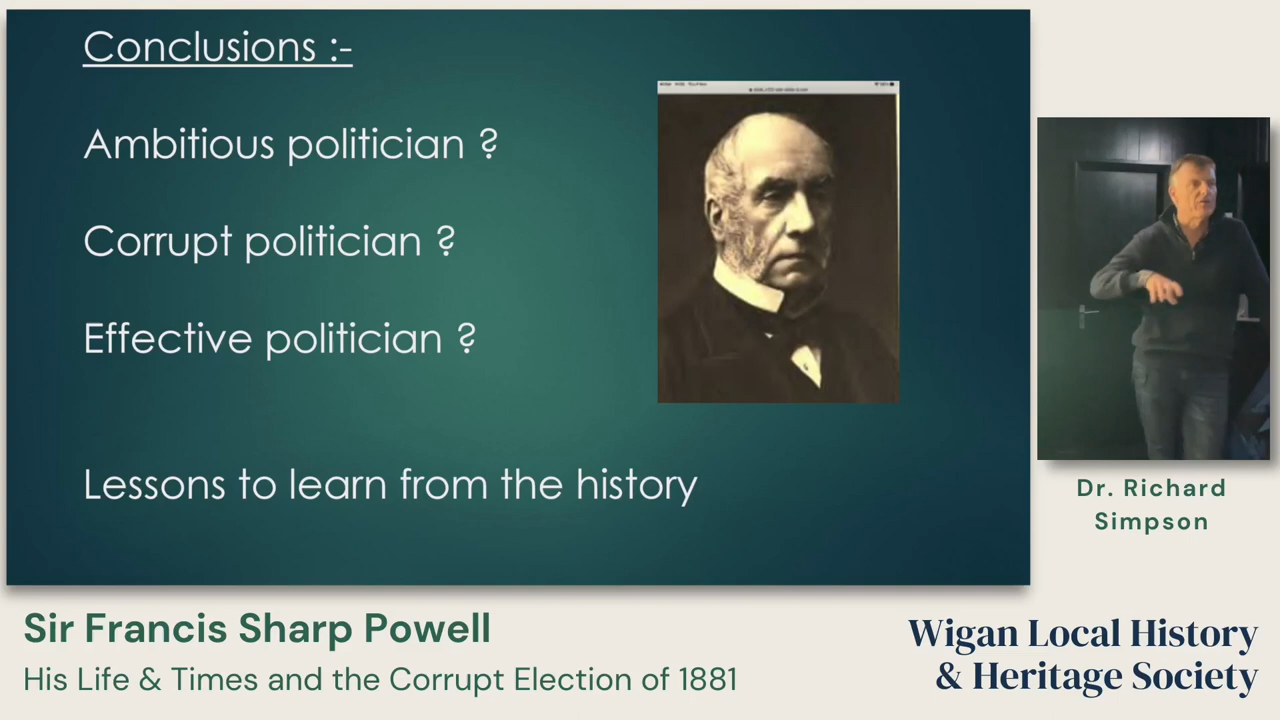 Conclusions :-
Ambitious politician ?
Corrupt politician ?
Effective politician ?
Lessons to learn from the history
Dr. Richard
Simpson
Sir Francis Sharp Powell
His Life & Times and the Corrupt Election of 1881
Wigan Local History
& Heritage Society